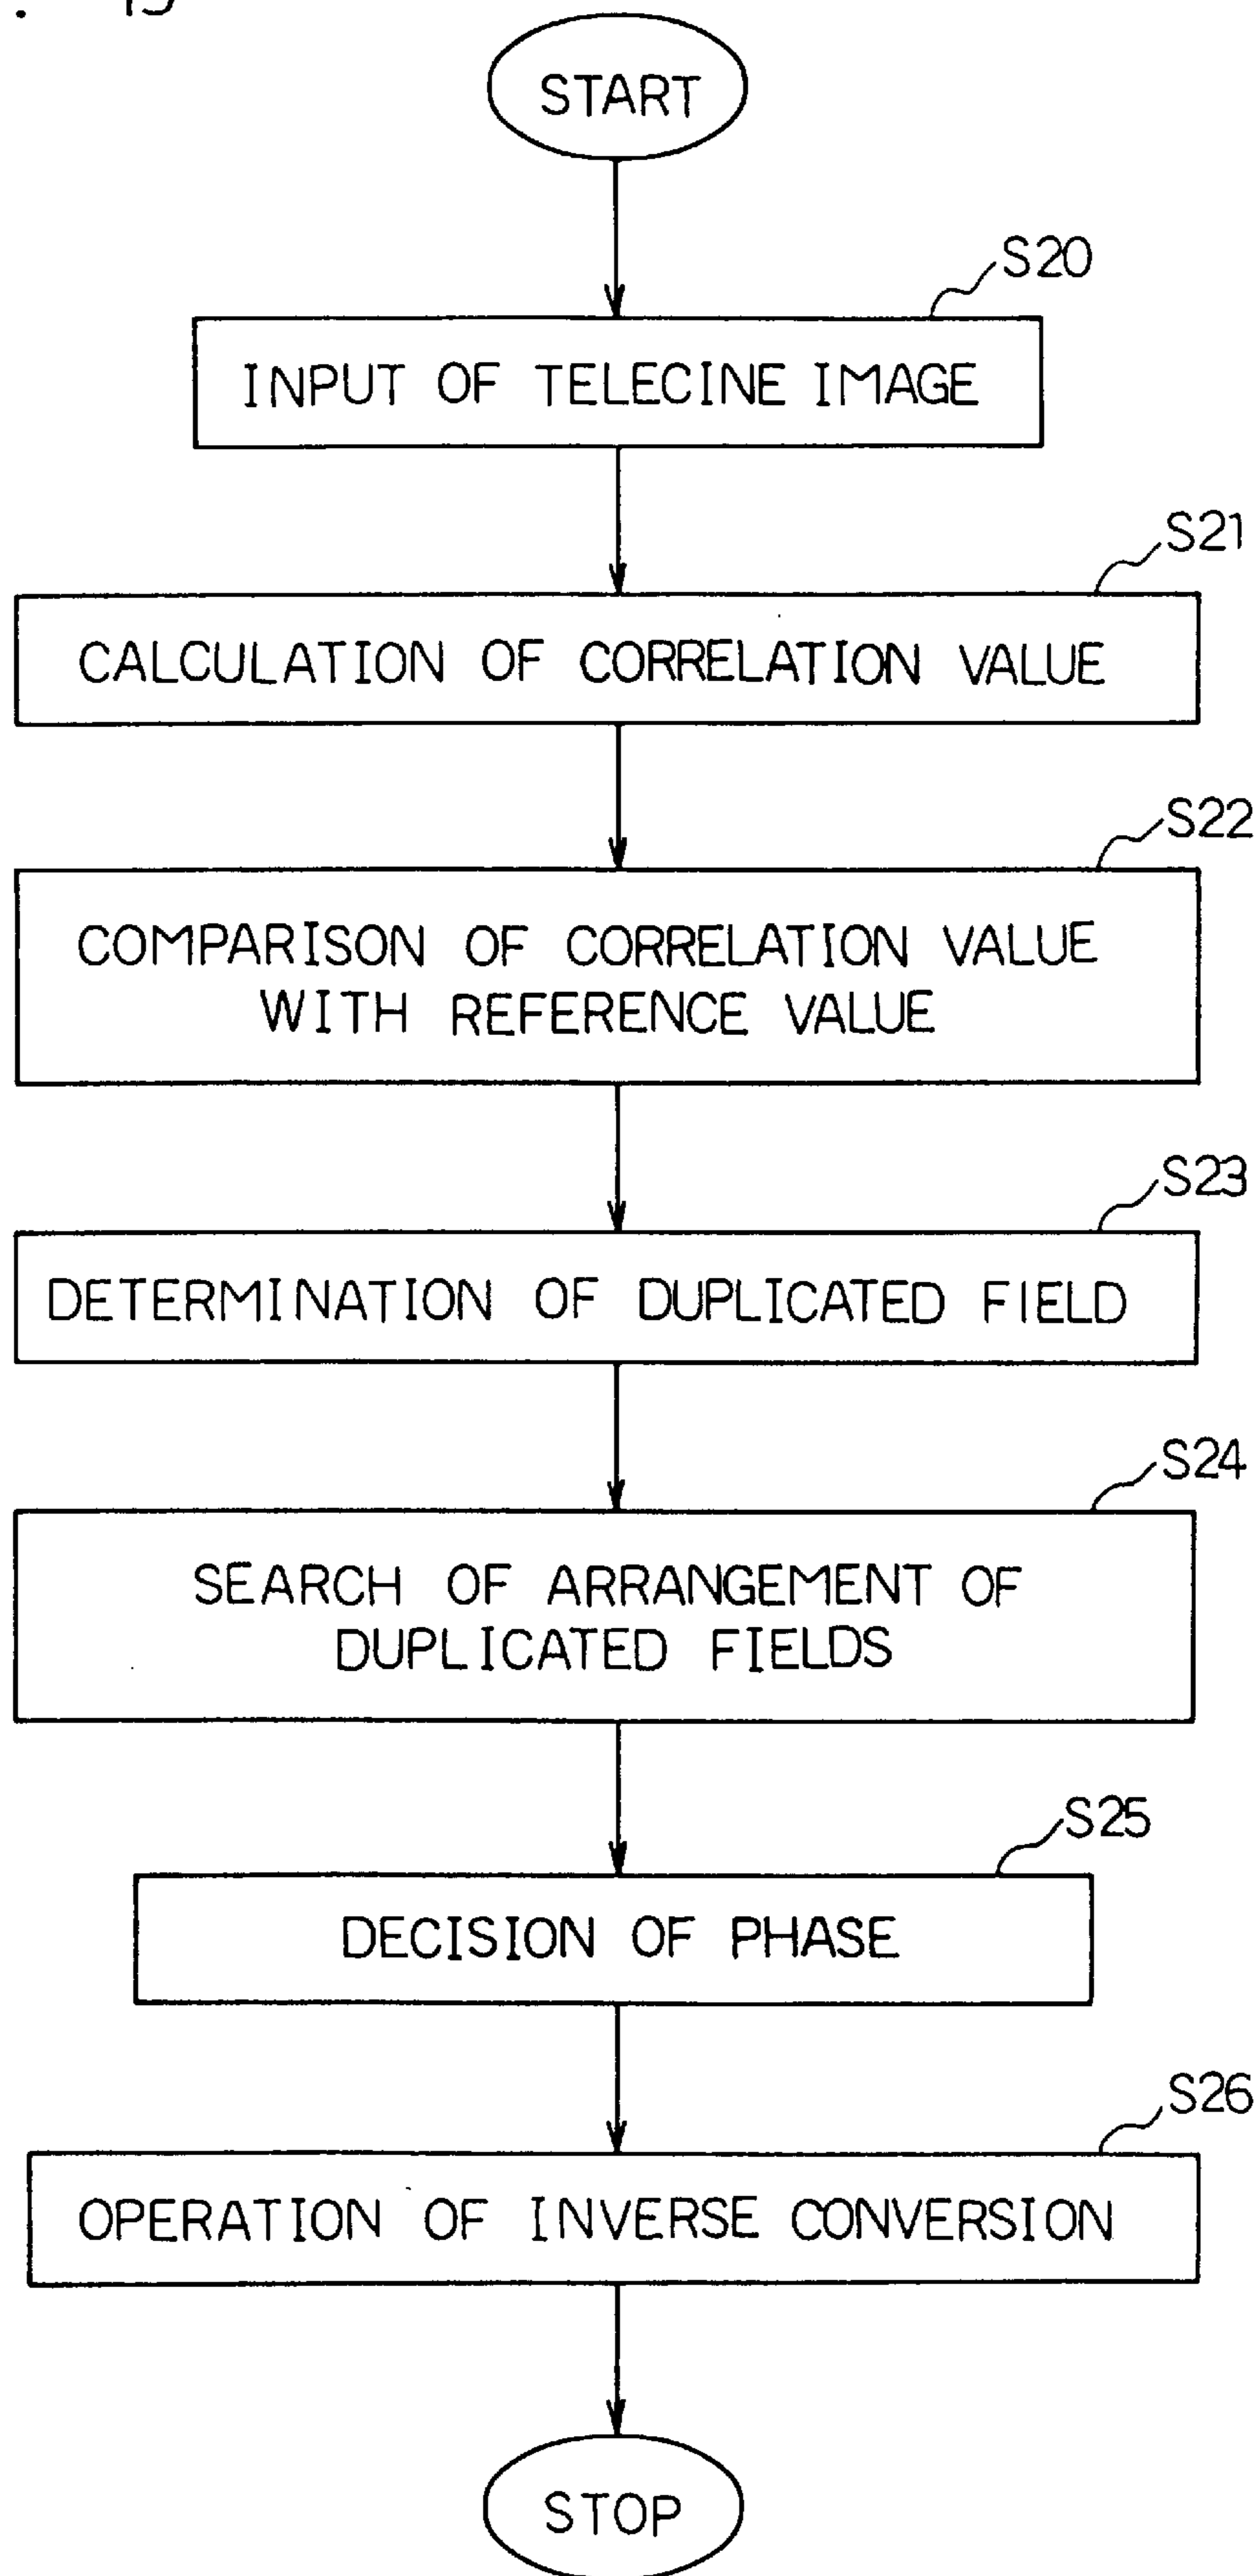 START
S20
INPUT OF TELECINE IMAGE
S21
CALCULATION OF CORRELATION VALUE
S22
COMPARISON OF CORRELATION VALUE
WITH REFERENCE VALUE
S23
DETERMINATION OF DUPLICATED FIELD
S24
SEARCH OF ARRANGEMENT OF
DUPLICATED FIELDS
S25
DECISION OF PHASE
S26
OPERATION OF INVERSE CONVERSION
STOP